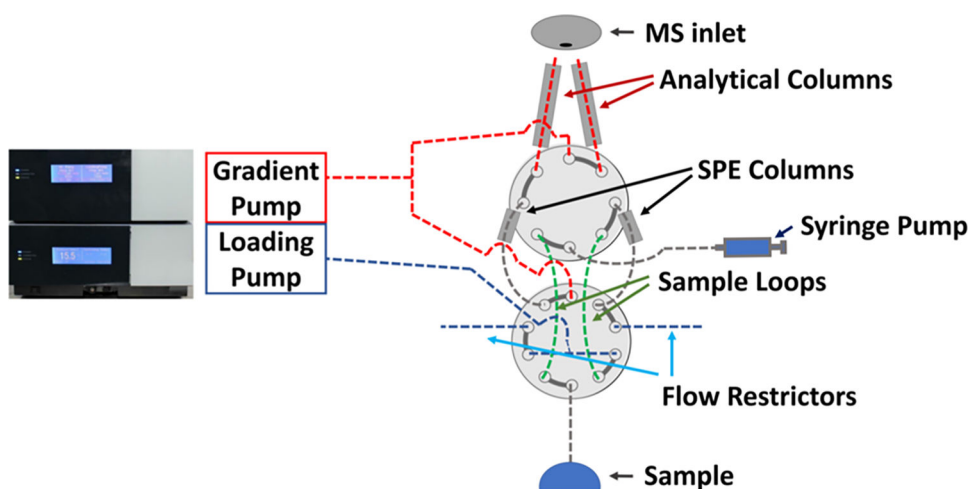 MS inlet
Analytical Columns
Gradient
Pump
SPE Columns
Loading
Pump
Syringe Pump
Sample Loops
Flow Restrictors
Sample